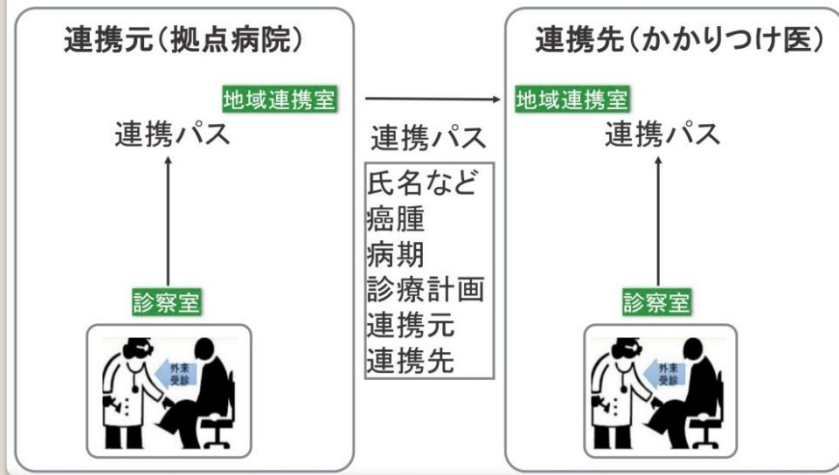 連携元(拠点病院)
地域連携室
連携パス
診察室
外来
受診
連携パス
氏名など
癌腫
病期
診療計画
連携元
連携先
連携先(かかりつけ医)
地域連携室
連携パス
診察室
外来
受診